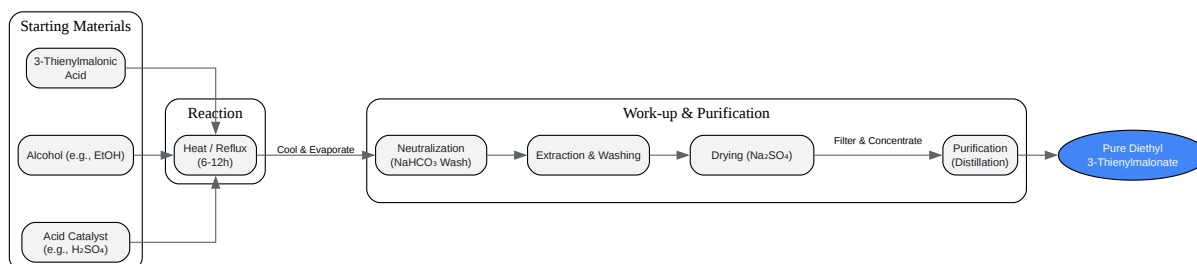 Starting Materials
3-Thienylmalonic
Acid
Alcohol (e.g., EtOH)
Acid Catalyst
(e.g., H₂SO₄)
Reaction
Heat / Reflux
(6-12h)
Cool & Evaporate
Work-up & Purification
Neutralization
(NaHCO₃ Wash)
Extraction & Washing
Drying (Na₂SO₄)
Filter & Concentrate
Purification
(Distillation)
Pure Diethyl
3-Thienylmalonate